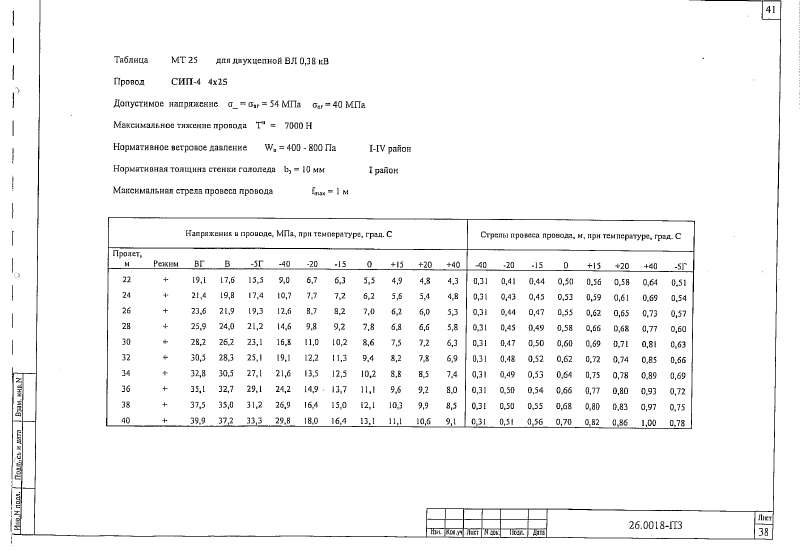 41
Таблица МТ 25 для двухцепной ВЛ 0,38 кВ
Провод СИП-4 4х25
Допустимое напряжение σ_ = σвг = 54 МПа σсг = 40 МПа
Максимальное тяжение провода Tн = 7000 Н
Нормативное ветровое давление Wо = 400 - 800 Па I-IV район
Нормативная толщина стенки гололеда bэ = 10 мм I район
Максимальная стрела провеса провода fmax = 1 м
Напряжения в проводе, МПа, при температуре, град. С Стрелы провеса провода, м, при температуре, град. С
Пролет,
м Режим ВГ В -5Г -40 -20 -15 0 +15 +20 +40 -40 -20 -15 0 +15 +20 +40 -5Г
22 + 19,1 17,6 15,5 9,0 6,7 6,3 5,5 4,9 4,8 4,3 0,31 0,41 0,44 0,50 0,56 0,58 0,64 0,51
24 + 21,4 19,8 17,4 10,7 7,7 7,2 6,2 5,6 5,4 4,8 0,31 0,43 0,45 0,53 0,59 0,61 0,69 0,54
26 + 23,6 21,9 19,3 12,6 8,7 8,2 7,0 6,2 6,0 5,3 0,31 0,44 0,47 0,55 0,62 0,65 0,73 0,57
28 + 25,9 24,0 21,2 14,6 9,8 9,2 7,8 6,8 6,6 5,8 0,31 0,45 0,49 0,58 0,66 0,68 0,77 0,60
30 + 28,2 26,2 23,1 16,8 11,0 10,2 8,6 7,5 7,2 6,3 0,31 0,47 0,50 0,60 0,69 0,71 0,81 0,63
32 + 30,5 28,3 25,1 19,1 12,2 11,3 9,4 8,2 7,8 6,9 0,31 0,48 0,52 0,62 0,72 0,74 0,85 0,66
34 + 32,8 30,5 27,1 21,6 13,5 12,5 10,2 8,8 8,5 7,4 0,31 0,49 0,53 0,64 0,75 0,78 0,89 0,69
36 + 35,1 32,7 29,1 24,2 14,9 13,7 11,1 9,6 9,2 8,0 0,31 0,50 0,54 0,66 0,77 0,80 0,93 0,72
38 + 37,5 35,0 31,2 26,9 16,4 15,0 12,1 10,3 9,9 8,5 0,31 0,50 0,55 0,68 0,80 0,83 0,97 0,75
40 + 39,9 37,2 33,3 29,8 18,0 16,4 13,1 11,1 10,6 9,1 0,31 0,51 0,56 0,70 0,82 0,86 1,00 0,78
Взам. инв.N
Подпись и дата
Инв.N подл.
Изм. Кол.уч Лист N док. Подп. Дата
26.0018-ПЗ
Лист
38